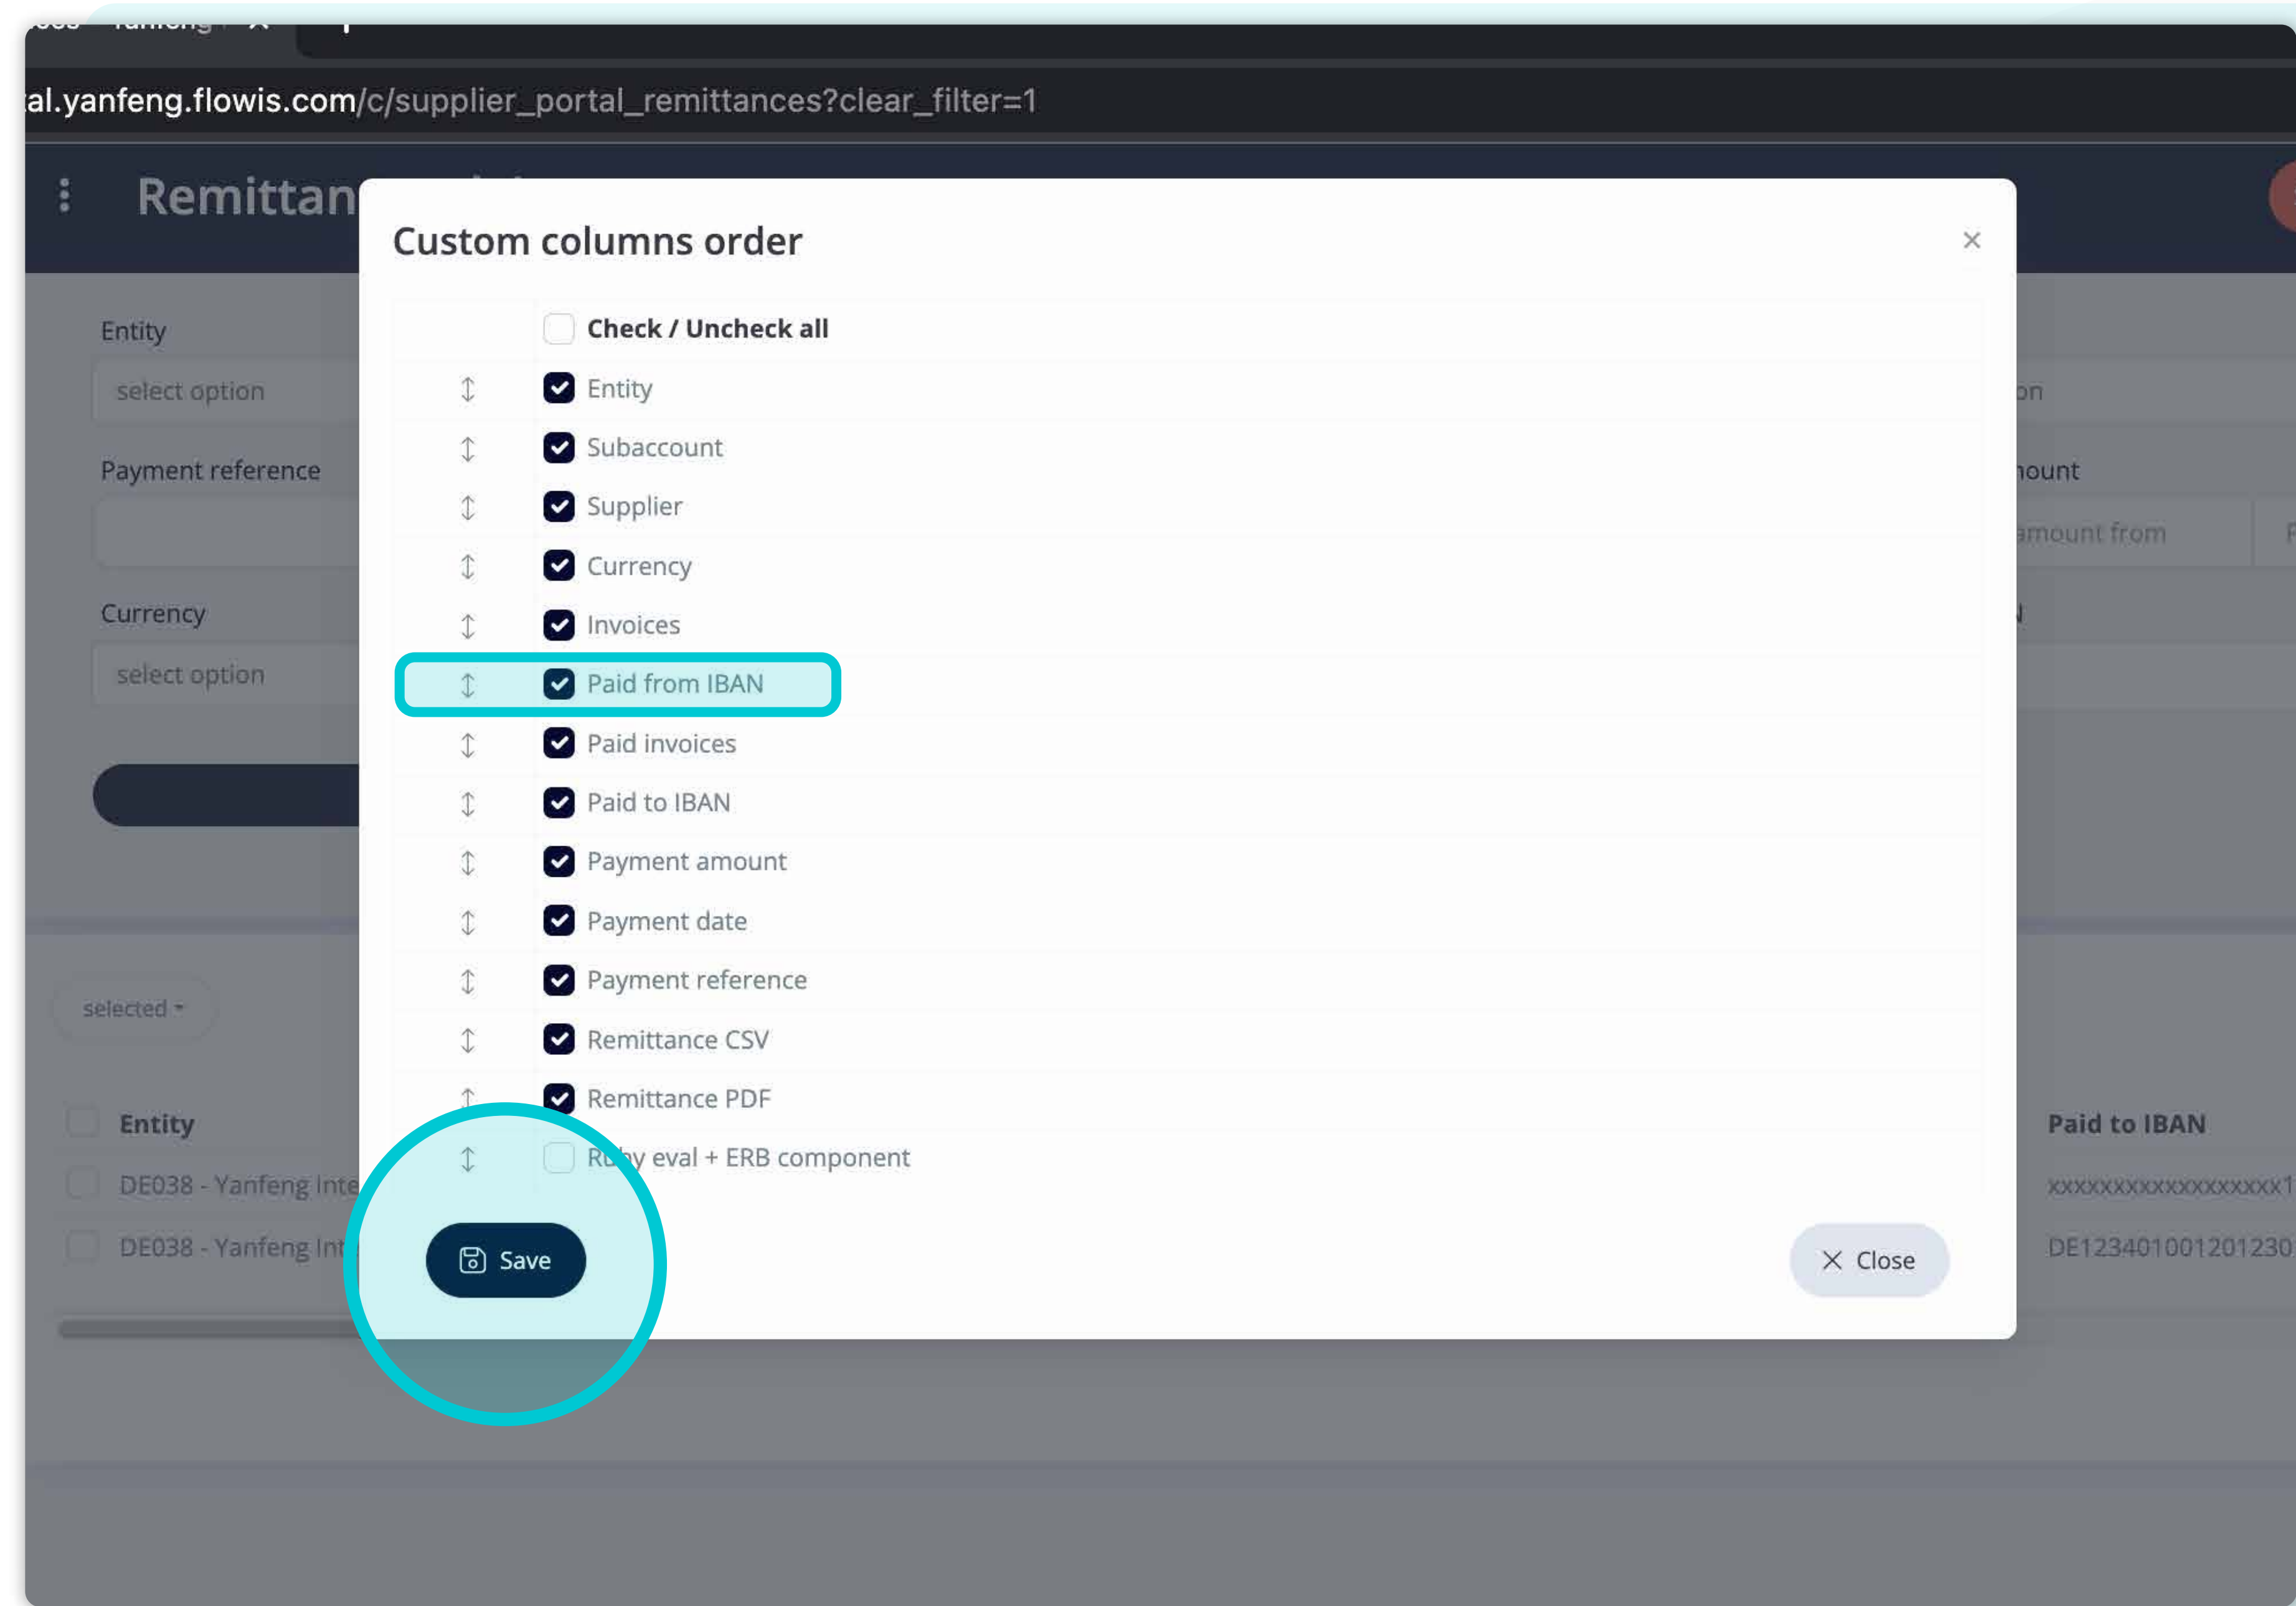 al.yanfeng.flowis.com/c/supplier_portal_remittances?clear_filter=1
Remittan
Custom columns order
Check / Uncheck all
Entity
Entity
select option
on
Subaccount
Payment reference
ount
Supplier
amount from
Currency
Currency
Invoices
select option
Paid from IBAN
Paid invoices
Paid to IBAN
Payment amount
Payment date
Payment reference
selected
Remittance CSV
Remittance PDF
Entity
Paid to IBAN
Ruby eval + ERB component
DE038 - Yanfeng Inte
xxxxxxxxxxxxxxxxxx1
DE038 - Yanfeng Int
DE123401001201230
Save
Close